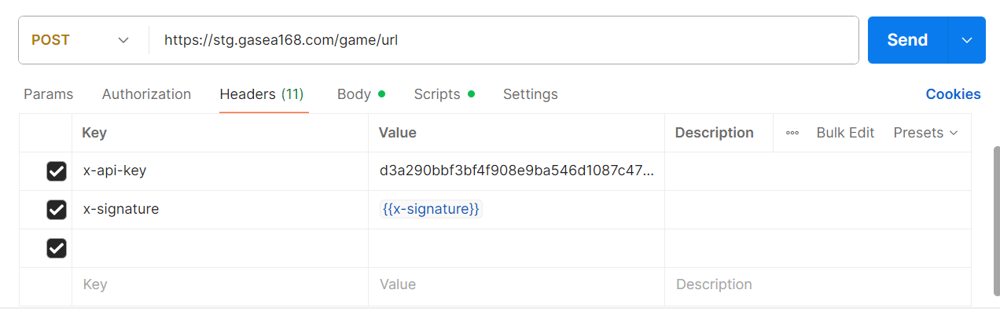 POST https://stg.gasea168.com/game/url Send
Params Authorization Headers (11) Body Scripts Settings Cookies
Key Value Description Bulk Edit Presets
x-api-key d3a290bbf3bf4f908e9ba546d1087c47...
x-signature {{x-signature}}
Key Value Description